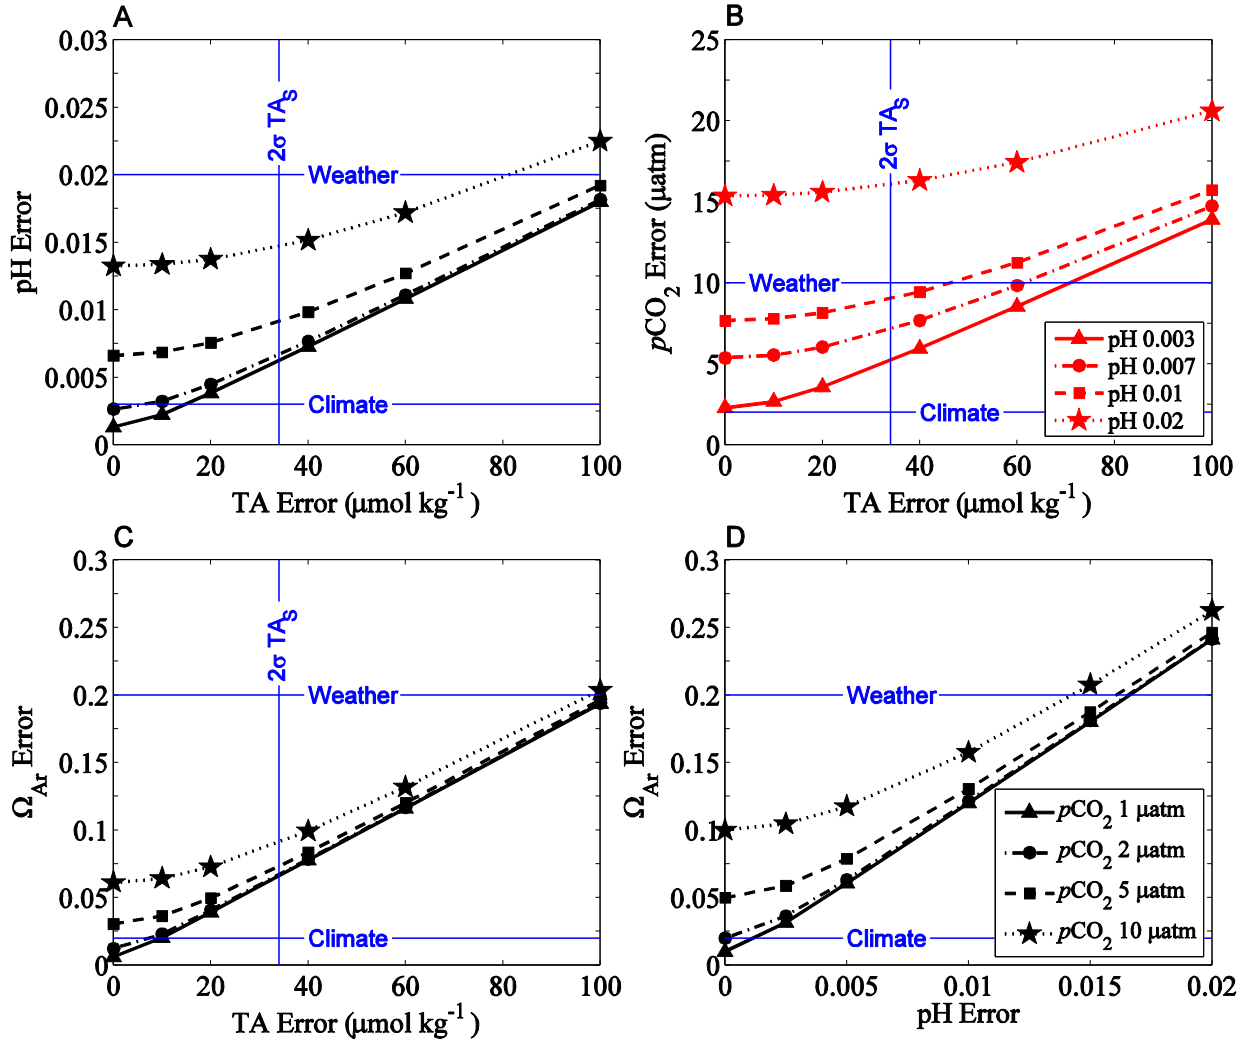 A
0.03
0.025
0.02
0.015
0.01
0.005
0
pH Error
2σ TAS
Weather
Climate
0 20 40 60 80 100
TA Error (μmol kg-1)
B
25
20
15
10
5
0
pCO2 Error (μatm)
2σ TAS
Weather
Climate
pH 0.003
pH 0.007
pH 0.01
pH 0.02
0 20 40 60 80 100
TA Error (μmol kg-1)
C
0.3
0.25
0.2
0.15
0.1
0.05
0
ΩAr Error
2σ TAS
Weather
Climate
0 20 40 60 80 100
TA Error (μmol kg-1)
D
0.3
0.25
0.2
0.15
0.1
0.05
0
ΩAr Error
Weather
Climate
pCO2 1 μatm
pCO2 2 μatm
pCO2 5 μatm
pCO2 10 μatm
0 0.005 0.01 0.015 0.02
pH Error